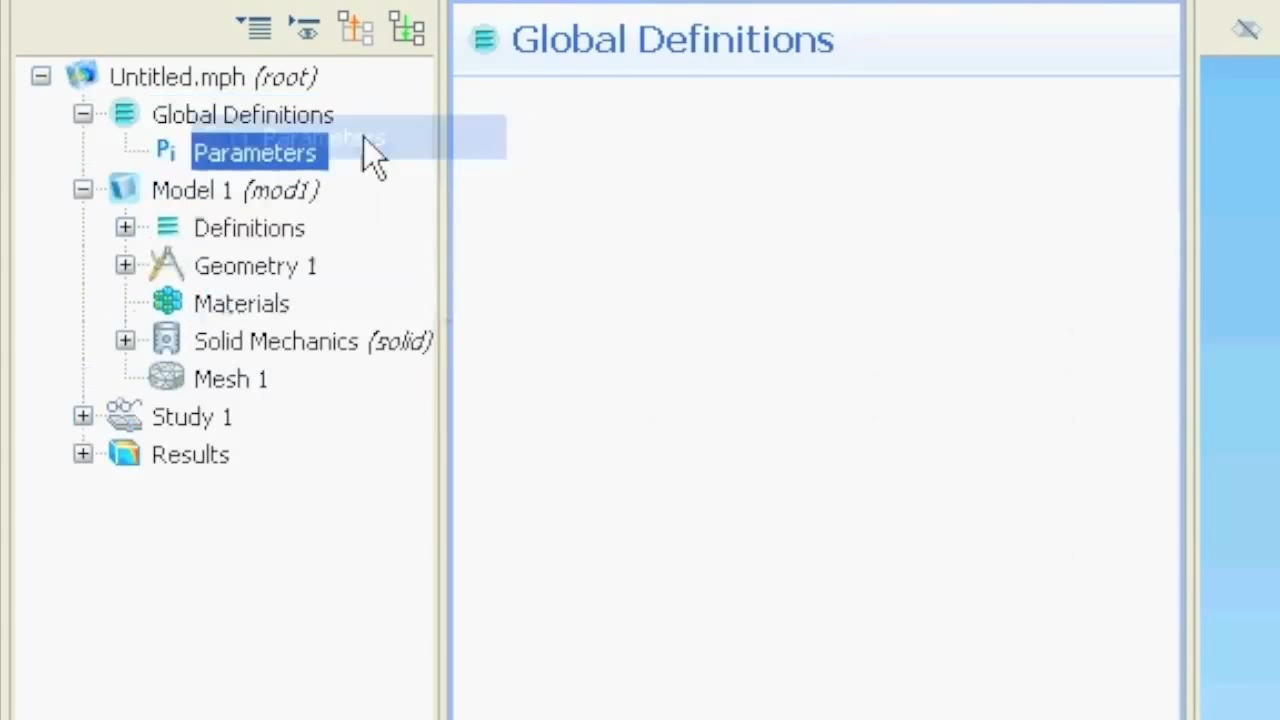 Global Definitions
Untitled.mph (root)
Global Definitions
Parameters
Pi Parameters
Model 1 (mod1)
Definitions
Geometry 1
Materials
Solid Mechanics (solid)
Mesh 1
Study 1
Results